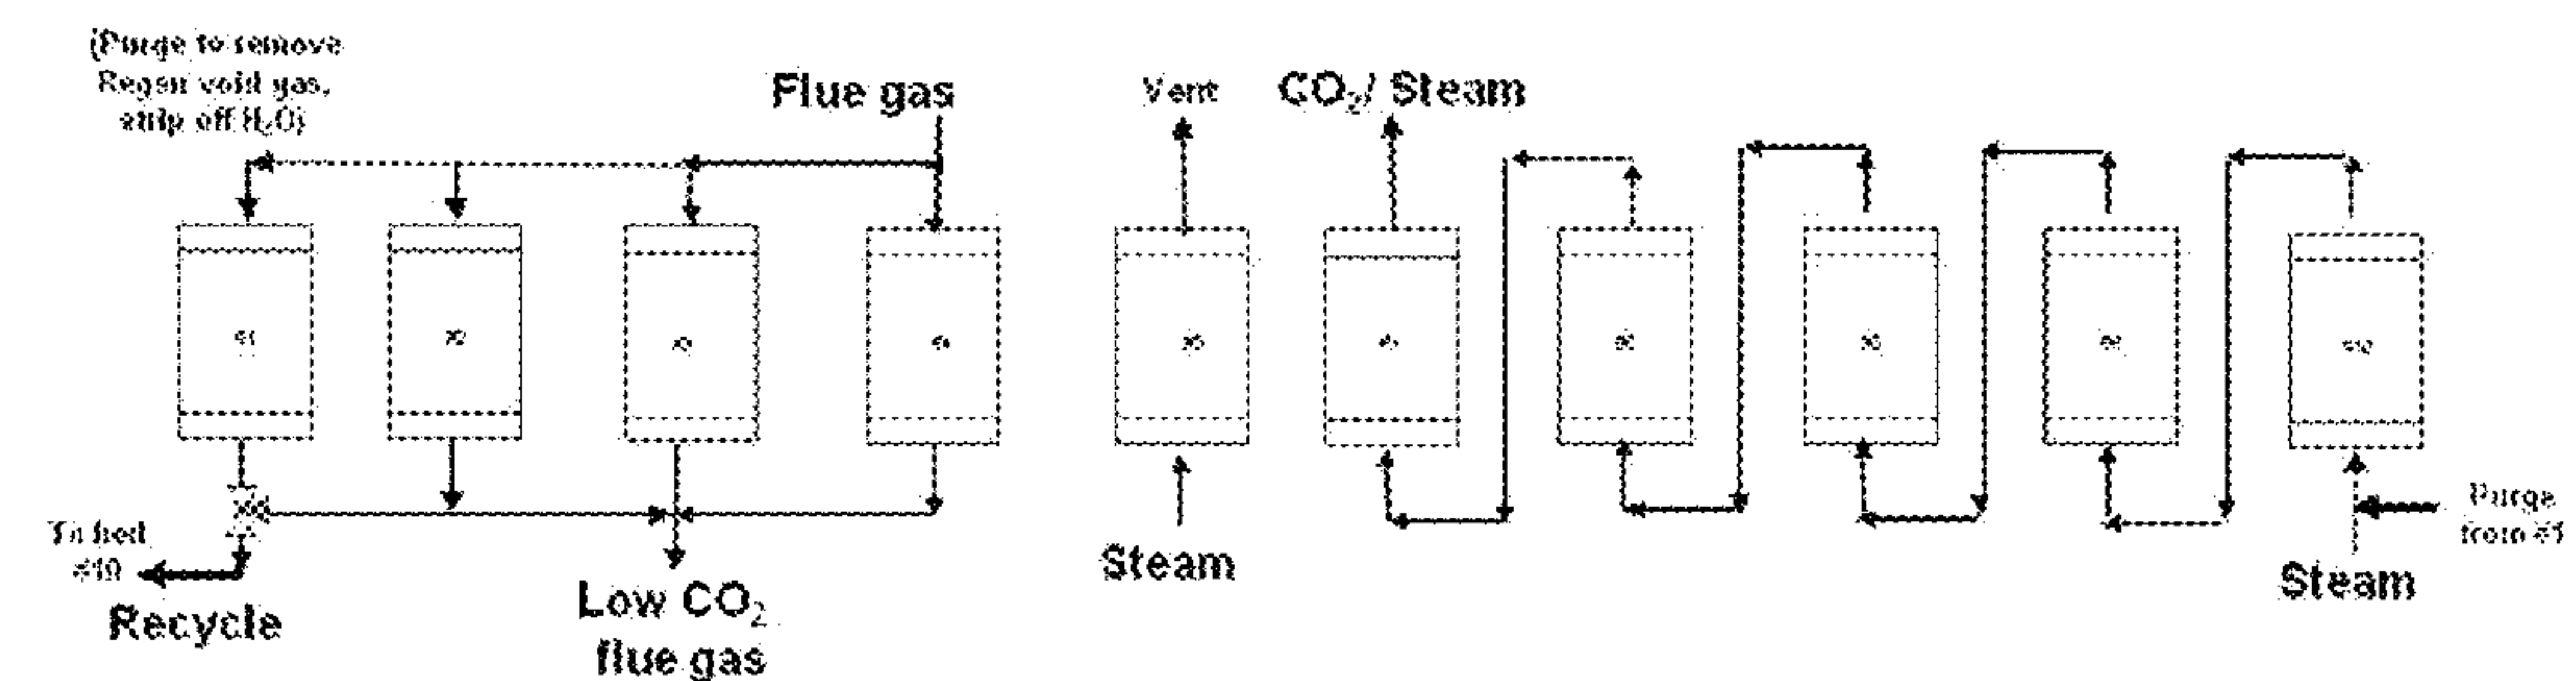 (Purge to remove
Regen void gas,
strip off H₂O)
Flue gas
Vent
CO₂/ Steam
To bed
#10
Recycle
Low CO₂
flue gas
Steam
Purge
from #1
Steam